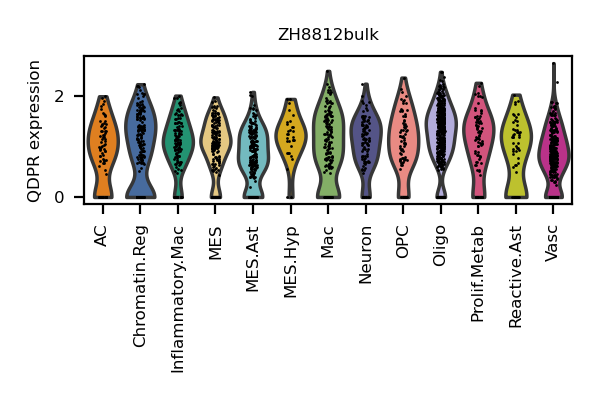 ZH8812bulk
QDPR expression
2
0
AC
Chromatin.Reg
Inflammatory.Mac
MES
MES.Ast
MES.Hyp
Mac
Neuron
OPC
Oligo
Prolif.Metab
Reactive.Ast
Vasc